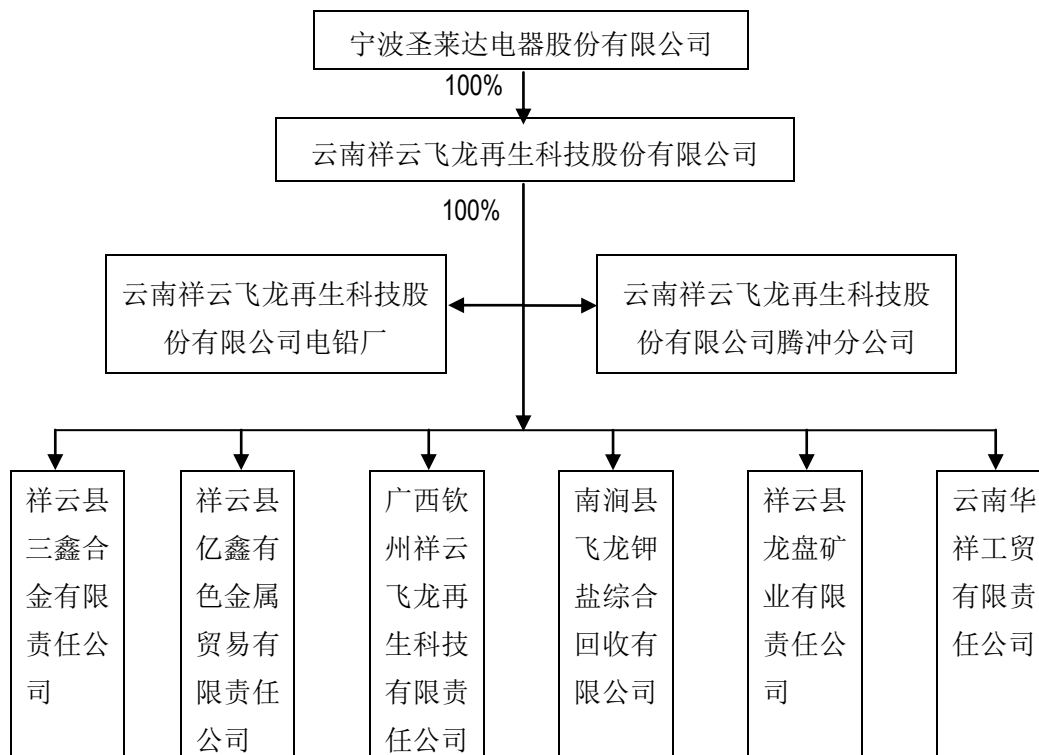 宁波圣莱达电器股份有限公司
100%
云南祥云飞龙再生科技股份有限公司
100%
云南祥云飞龙再生科技股
份有限公司电铅厂
云南祥云飞龙再生科技股
份有限公司腾冲分公司
祥云县
三鑫合
金有限
责任公
司
祥云县
亿鑫有
色金属
贸易有
限责任
公司
广西钦
州祥云
飞龙再
生科技
有限责
任公司
南涧县
飞龙钾
盐综合
回收有
限公司
祥云县
龙盘矿
业有限
责任公
司
云南华
祥工贸
有限责
任公司